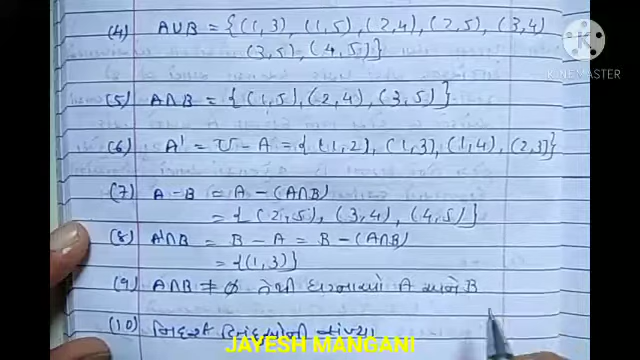 (4) A∪B = {(1,3), (1,5), (2,4), (2,5), (3,4)
(3,5), (4,5)}
KINEMASTER
(5) A∩B = {(1,5), (2,4), (3,5)}
(6) A' = U - A = {(1,2), (1,3), (1,4), (2,3)}
(7) A - B = A - (A∩B)
= { (2,5), (3,4), (4,5)}
(8) A'∩B = B - A = B - (A∩B)
= {(1,3)}
(9) A∩B ≠ ϕ તેથી ઘટનાઓ A અને B
(10) નિદર્શ બિંદુઓની સંખ્યા
JAYESH MANGANI